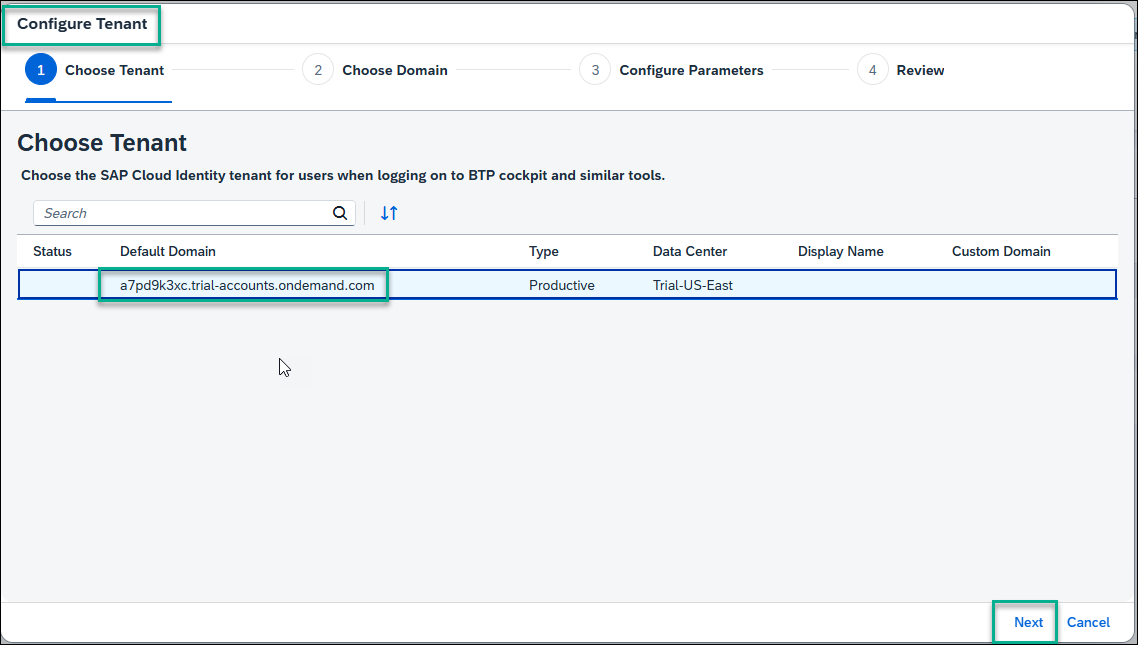 Configure Tenant
1 Choose Tenant 2 Choose Domain 3 Configure Parameters 4 Review
Choose Tenant
Choose the SAP Cloud Identity tenant for users when logging on to BTP cockpit and similar tools.
Search
Status Default Domain Type Data Center Display Name Custom Domain
a7pd9k3xc.trial-accounts.ondemand.com Productive Trial-US-East
Next Cancel